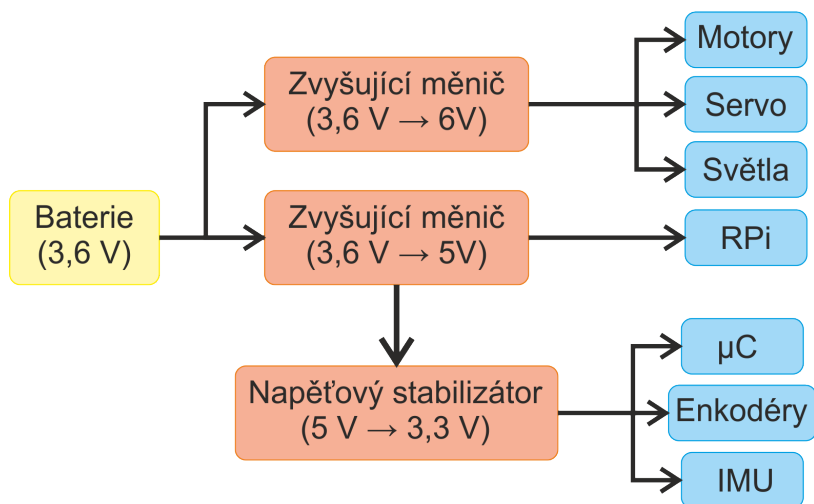 Baterie
(3,6 V)
Zvyšující měnič
(3,6 V → 6V)
Zvyšující měnič
(3,6 V → 5V)
Napěťový stabilizátor
(5 V → 3,3 V)
Motory
Servo
Světla
RPi
µC
Enkodéry
IMU